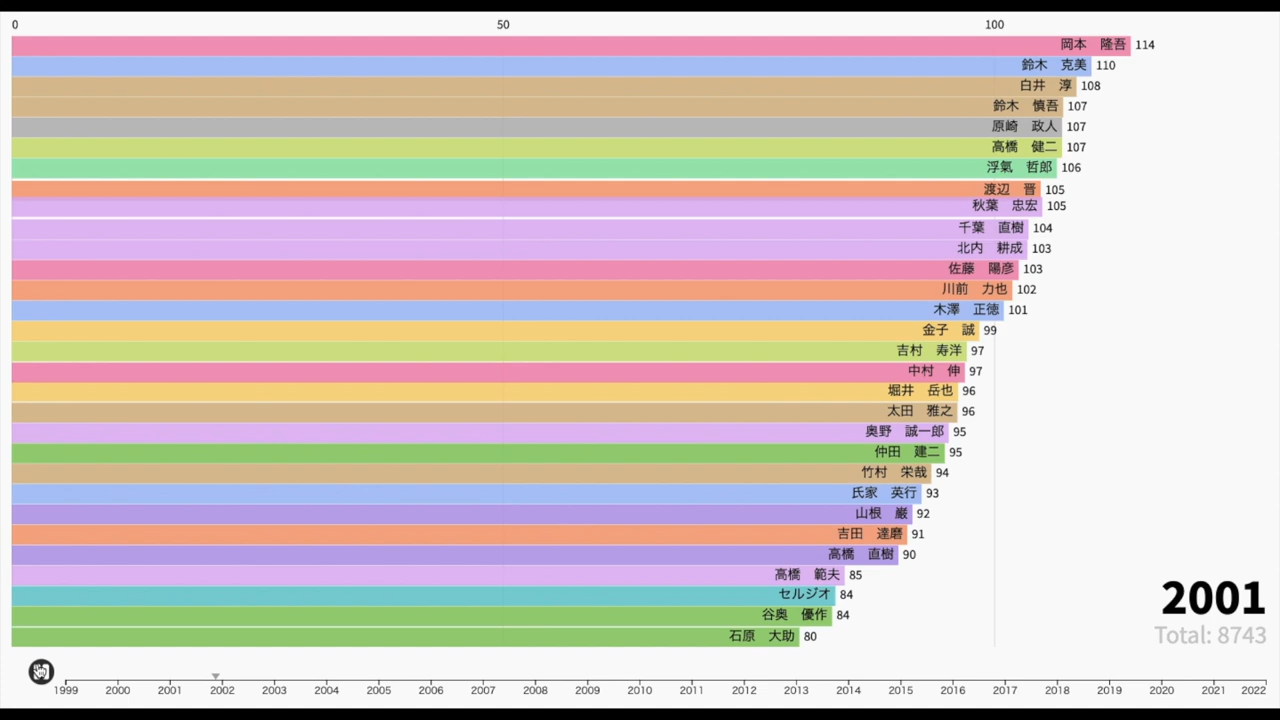 0 50 100
岡本　隆吾 114
鈴木　克美 110
白井　淳 108
鈴木　慎吾 107
原崎　政人 107
高橋　健二 107
浮氣　哲郎 106
渡辺　晋 105
秋葉　忠宏 105
千葉　直樹 104
北内　耕成 103
佐藤　陽彦 103
川前　力也 102
木澤　正徳 101
金子　誠 99
吉村　寿洋 97
中村　伸 97
堀井　岳也 96
太田　雅之 96
奥野　誠一郎 95
仲田　建二 95
竹村　栄哉 94
氏家　英行 93
山根　巌 92
吉田　達磨 91
高橋　直樹 90
高橋　範夫 85
セルジオ 84
谷奥　優作 84
石原　大助 80
2001
Total: 8743
1999 2000 2001 2002 2003 2004 2005 2006 2007 2008 2009 2010 2011 2012 2013 2014 2015 2016 2017 2018 2019 2020 2021 2022